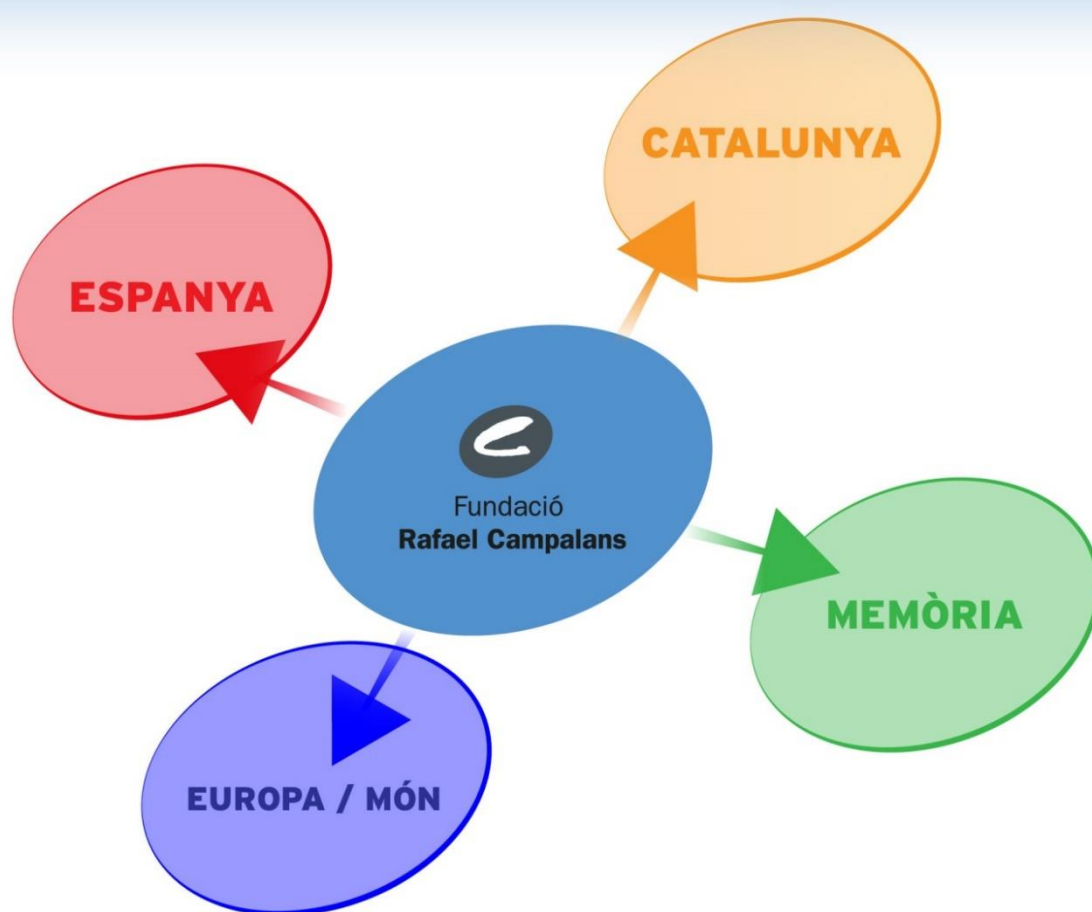 CATALUNYA
ESPANYA
Fundació
Rafael Campalans
MEMÒRIA
EUROPA / MÓN